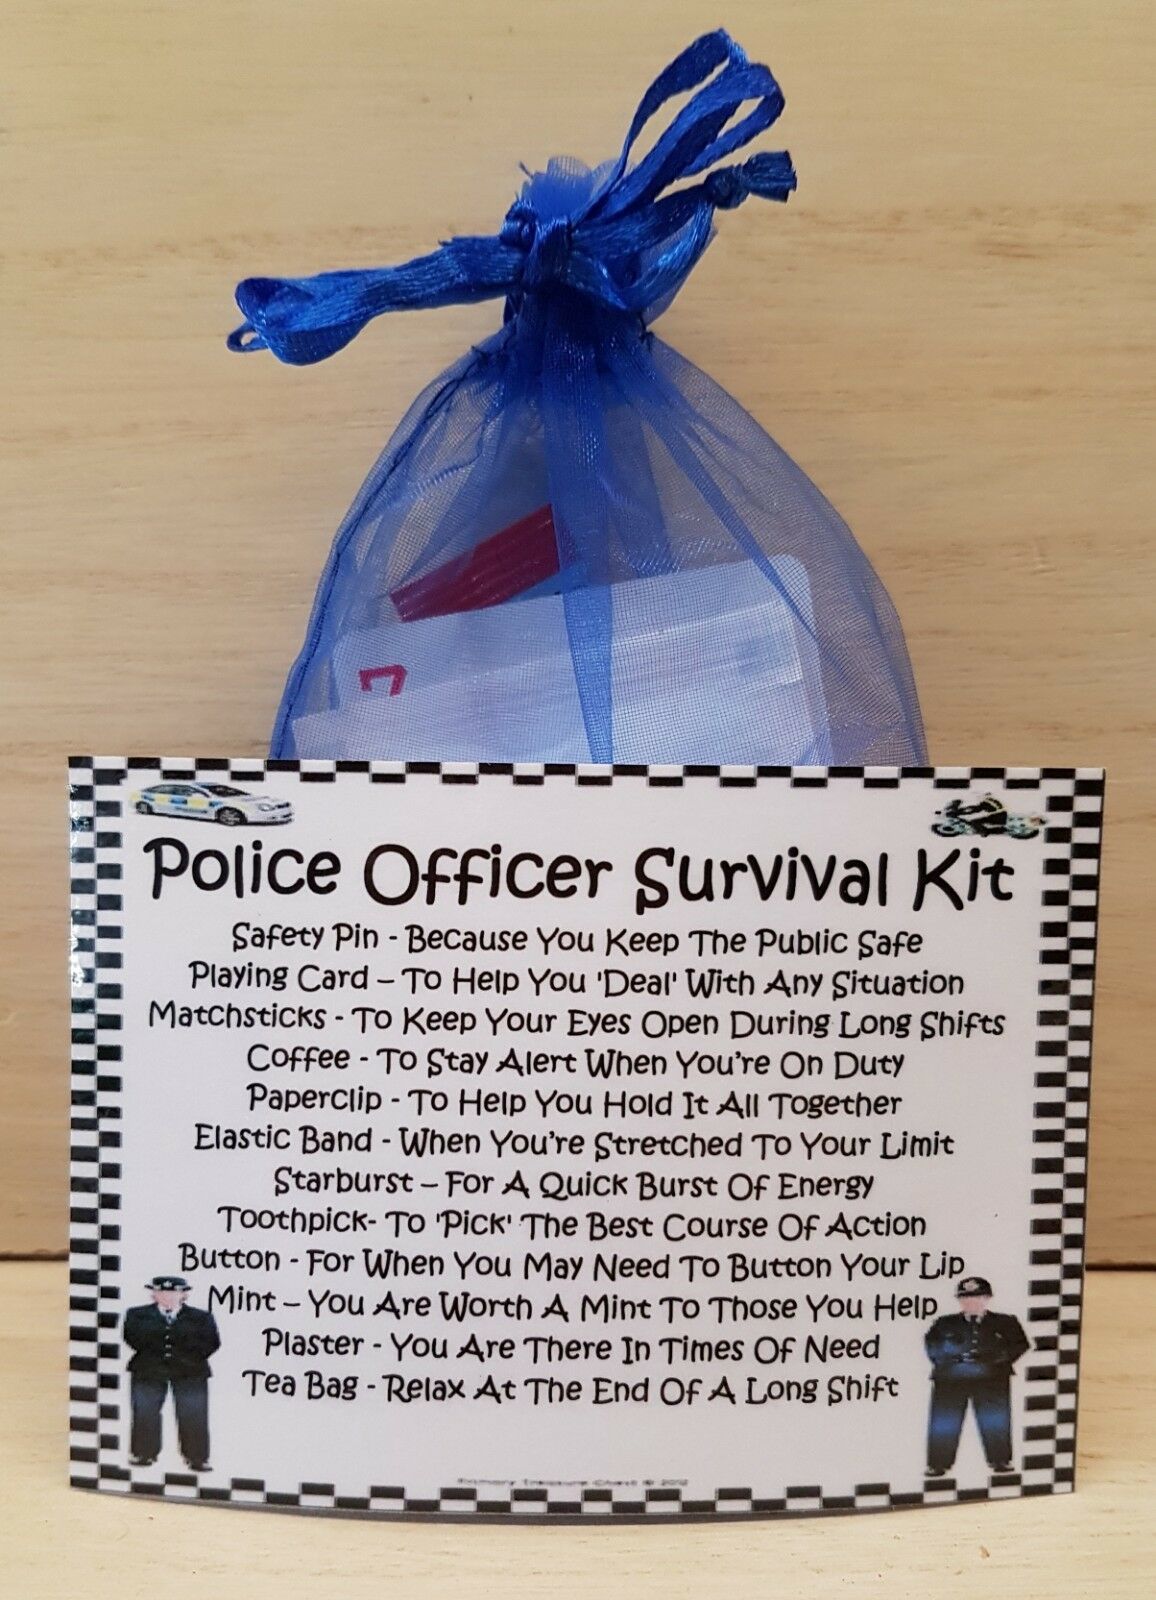 Police Officer Survival Kit
Safety Pin - Because You Keep The Public Safe
Playing Card – To Help You 'Deal' With Any Situation
Matchsticks - To Keep Your Eyes Open During Long Shifts
Coffee - To Stay Alert When You're On Duty
Paperclip - To Help You Hold It All Together
Elastic Band - When You're Stretched To Your Limit
Starburst – For A Quick Burst Of Energy
Toothpick- To 'Pick' The Best Course Of Action
Button - For When You May Need To Button Your Lip
Mint – You Are Worth A Mint To Those You Help
Plaster - You Are There In Times Of Need
Tea Bag - Relax At The End Of A Long Shift
Treasure Chest © 2012